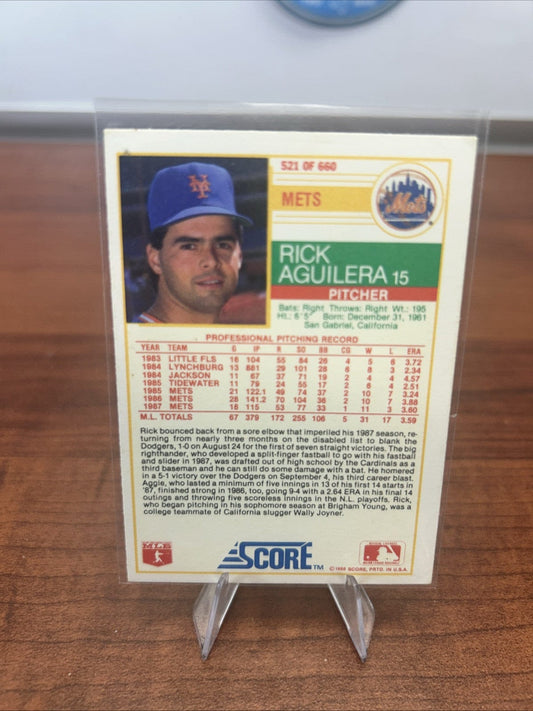 521 OF 660
NY
METS
Mets
RICK
AGUILERA 15
PITCHER
Bats: Right Throws: Right Wt.: 195
Ht.: 6'5" Born: December 31, 1961
San Gabriel, California
PROFESSIONAL PITCHING RECORD
YEAR TEAM G IP R SO BB CG W L ERA
1983 LITTLE FLS 16 104 55 84 26 4 5 6 3.72
1984 LYNCHBURG 13 881 29 101 28 6 8 3 2.34
1984 JACKSON 11 67 37 71 19 2 4 4 4.57
1985 TIDEWATER 11 79 24 55 17 2 6 4 2.51
1985 METS 21 122.1 49 74 37 2 10 7 3.24
1986 METS 28 141.2 70 104 36 2 10 7 3.88
1987 METS 18 115 53 77 33 1 11 3 3.60
M.L. TOTALS 67 379 172 255 106 5 31 17 3.59
Rick bounced back from a sore elbow that imperiled his 1987 season, re-
turning from nearly three months on the disabled list to blank the
Dodgers, 1-0 on August 24 for the first of seven straight victories. The big
righthander, who developed a split-finger fastball to go with his fastball
and slider in 1987, was drafted out of high school by the Cardinals as a
third baseman and he can still do some damage with a bat. He homered
in a 5-1 victory over the Dodgers on September 4, his third career blast.
Aggie, who lasted a minimum of five innings in 13 of his first 14 starts in
'87, finished strong in 1986, too, going 9-4 with a 2.64 ERA in his final 14
outings and throwing five scoreless innings in the N.L. playoffs. Rick,
who began pitching in his sophomore season at Brigham Young, was a
college teammate of California slugger Wally Joyner.
SCORE™
© 1988 SCORE, PRTD. IN U.S.A.